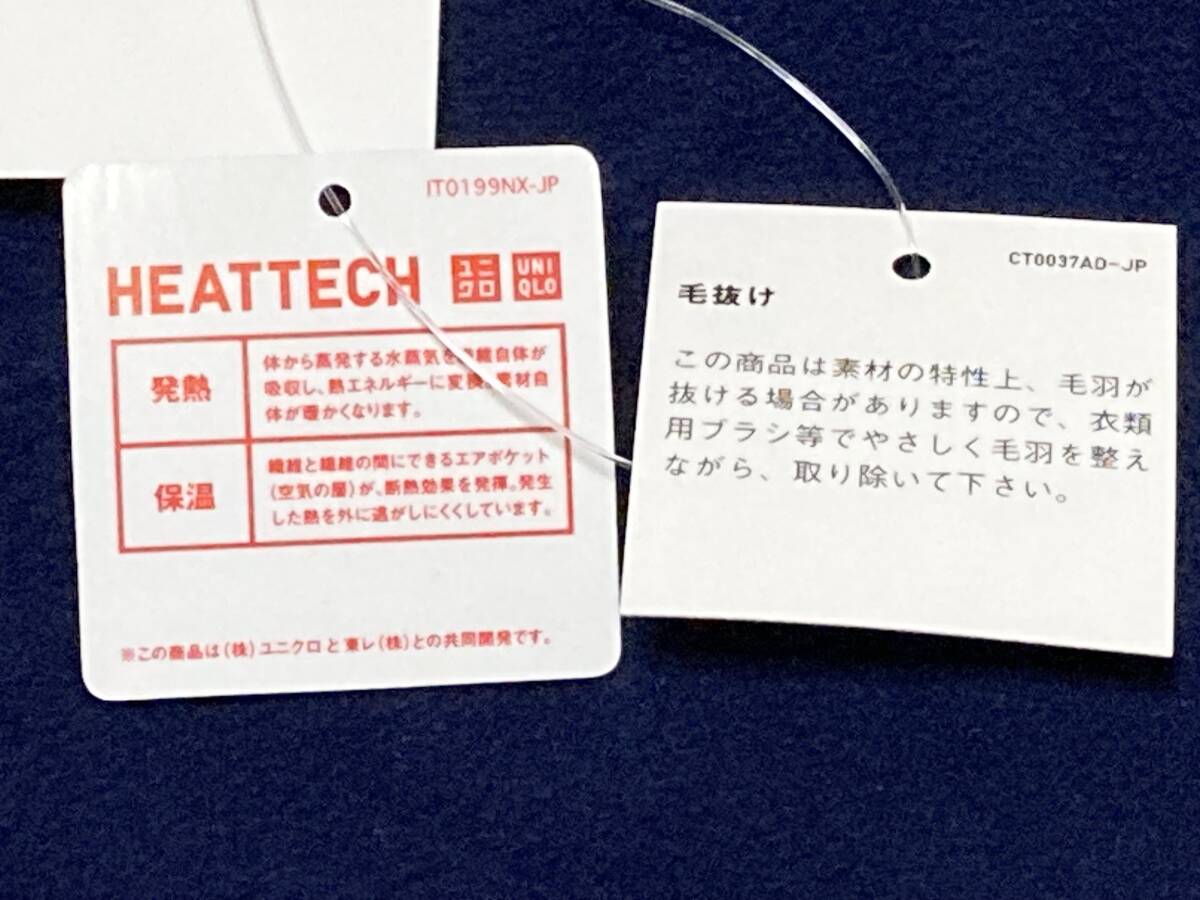 IT0199NX-JP
HEATTECH
ユニクロ
UNIQLO
発熱
体から蒸発する水蒸気を繊維自体が
吸収し、熱エネルギーに変換。素材自
体が暖かくなります。
保温
繊維と繊維の間にできるエアポケット
(空気の層)が、断熱効果を発揮。発生
した熱を外に逃がしにくくしています。
※この商品は(株)ユニクロと東レ(株)との共同開発です。
CT0037AD-JP
毛抜け
この商品は素材の特性上、毛羽が
抜ける場合がありますので、衣類
用ブラシ等でやさしく毛羽を整え
ながら、取り除いて下さい。